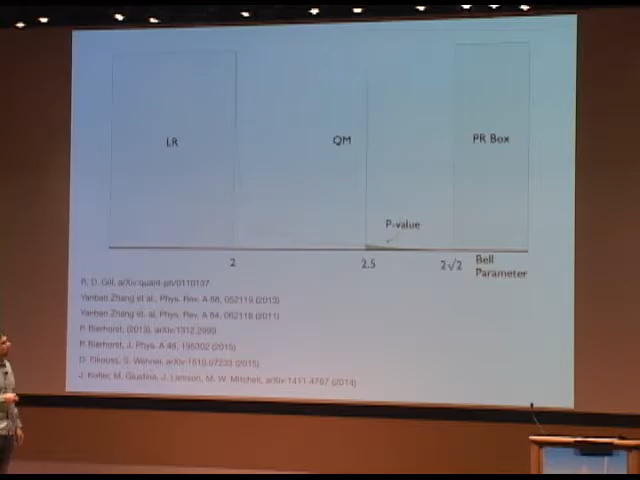 LR
QM
PR Box
P-value
2
2.5
2√2
Bell
Parameter
R. D. Gill, arXiv:quant-ph/0110137
Yanbao Zhang et al., Phys. Rev. A 88, 052119 (2013)
Yanbao Zhang et. al, Phys. Rev. A 84, 062118 (2011)
P. Bierhorst, (2013), arXiv:1312.2999
P. Bierhorst, J. Phys. A 48, 195302 (2015)
D. Elkouss, S. Wehner, arXiv:1510.07233 (2015)
J. Kofler, M. Giustina, J. Larsson, M. W. Mitchell, arXiv:1411.4787 (2014)